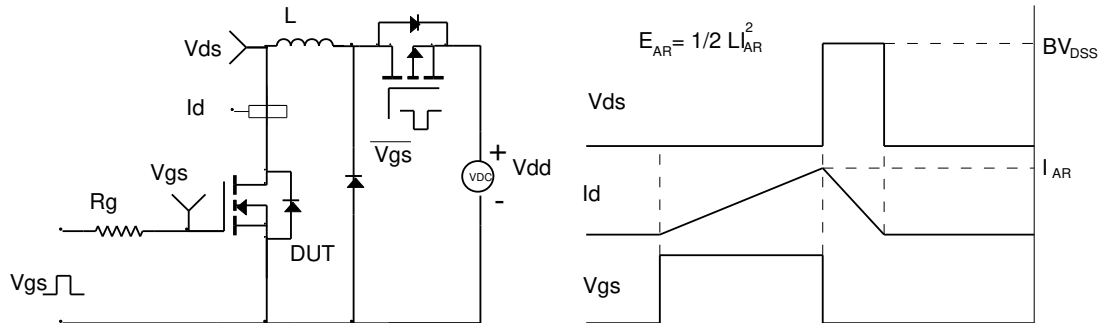 L
Vds
Id
Vgs
Vgs
+
VDC
Vdd
-
Rg
Vgs
DUT
E_AR = 1/2 LI_AR^2
BV_DSS
Vds
I_AR
Id
Vgs